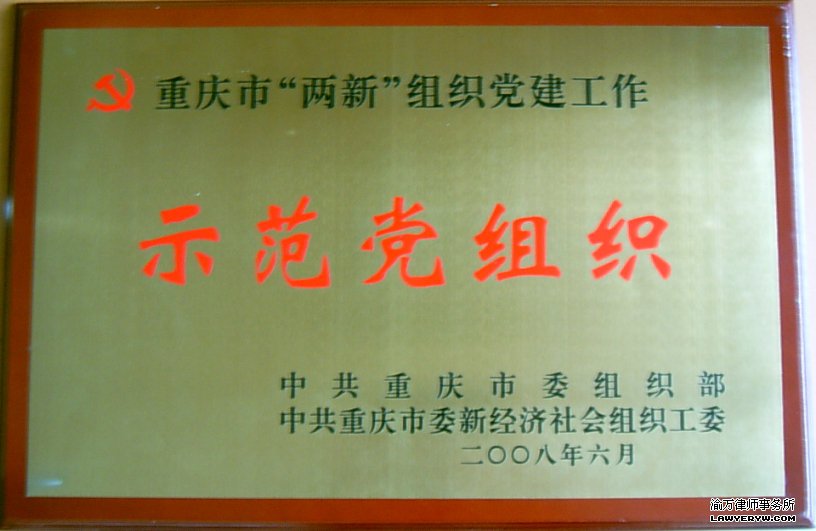 重庆市“两新”组织党建工作
示范党组织
中共重庆市委组织部
中共重庆市委新经济社会组织工委
二〇〇八年六月
渝万律师事务所
LAWYERYW.COM